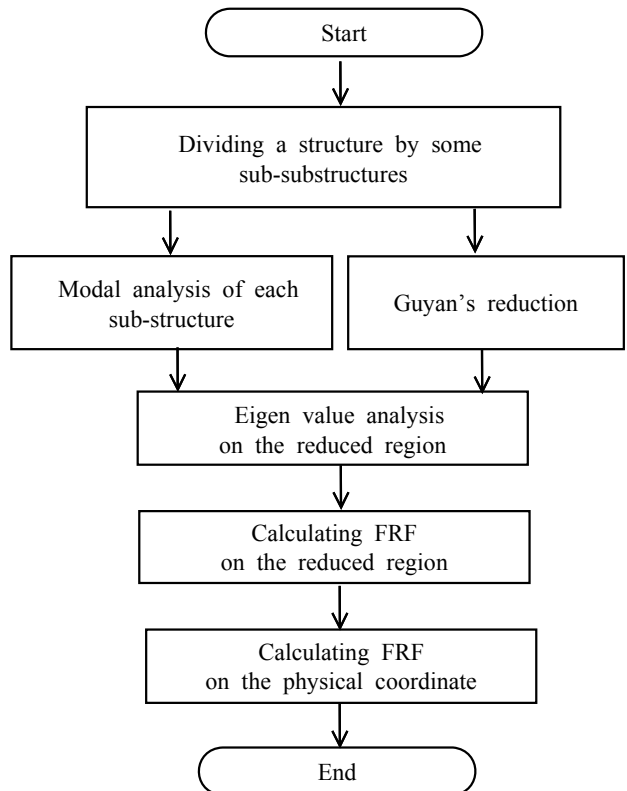 Start
Dividing a structure by some
sub-substructures
Modal analysis of each
sub-structure
Guyan's reduction
Eigen value analysis
on the reduced region
Calculating FRF
on the reduced region
Calculating FRF
on the physical coordinate
End